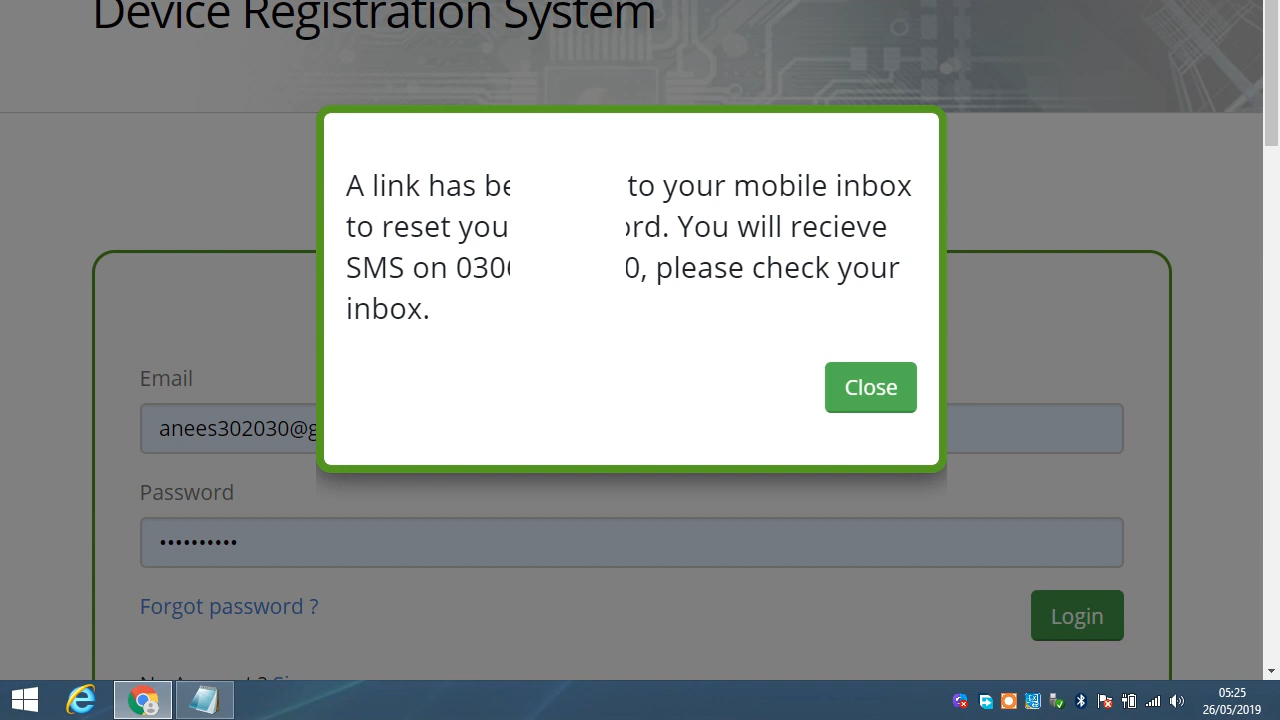 Device Registration System
A link has be to your mobile inbox
to reset you . You will recieve
SMS on 030 0, please check your
inbox.
Close
Email
anees302030@g
Password
••••••••••
Forgot password ?
Login
05:25
26/05/2019